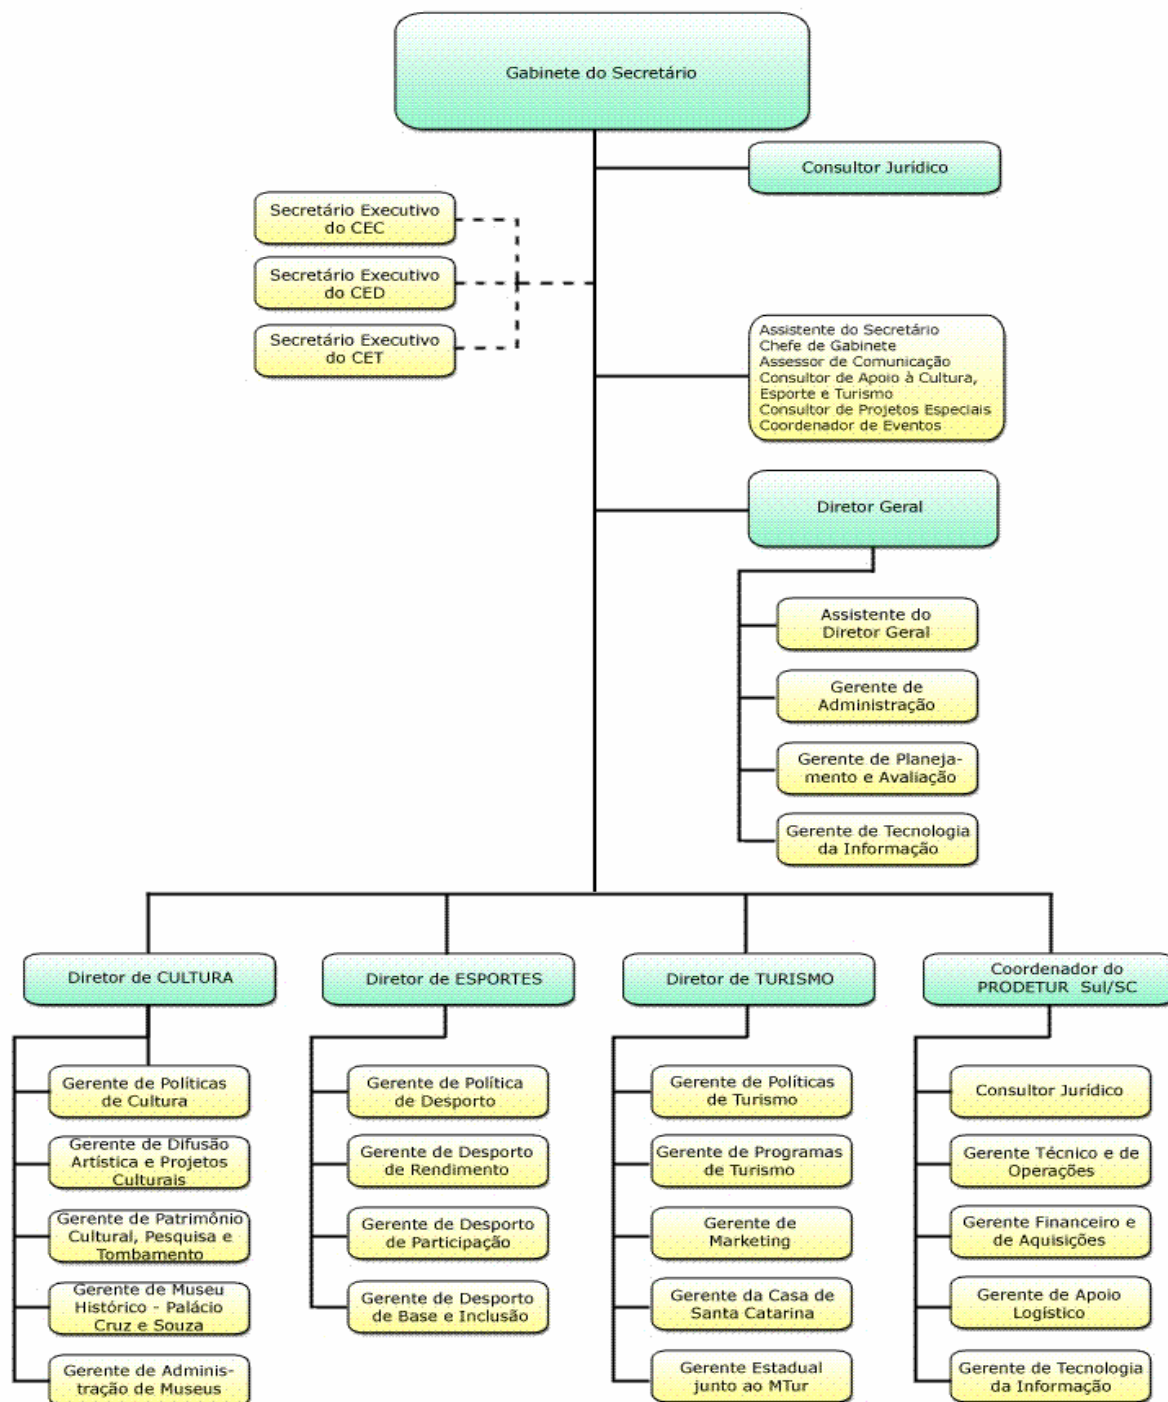 Gabinete do Secretário
Consultor Jurídico
Secretário Executivo
do CEC
Secretário Executivo
do CED
Secretário Executivo
do CET
Assistente do Secretário
Chefe de Gabinete
Assessor de Comunicação
Consultor de Apoio à Cultura,
Esporte e Turismo
Consultor de Projetos Especiais
Coordenador de Eventos
Diretor Geral
Assistente do
Diretor Geral
Gerente de
Administração
Gerente de Planeja-
mento e Avaliação
Gerente de Tecnologia
da Informação
Diretor de CULTURA
Gerente de Políticas
de Cultura
Gerente de Difusão
Artística e Projetos
Culturais
Gerente de Patrimônio
Cultural, Pesquisa e
Tombamento
Gerente de Museu
Histórico - Palácio
Cruz e Souza
Gerente de Adminis-
tração de Museus
Diretor de ESPORTES
Gerente de Política
de Desporto
Gerente de Desporto
de Rendimento
Gerente de Desporto
de Participação
Gerente de Desporto
de Base e Inclusão
Diretor de TURISMO
Gerente de Políticas
de Turismo
Gerente de Programas
de Turismo
Gerente de
Marketing
Gerente da Casa de
Santa Catarina
Gerente Estadual
junto ao MTur
Coordenador do
PRODETUR Sul/SC
Consultor Jurídico
Gerente Técnico e de
Operações
Gerente Financeiro e
de Aquisições
Gerente de Apoio
Logístico
Gerente de Tecnologia
da Informação